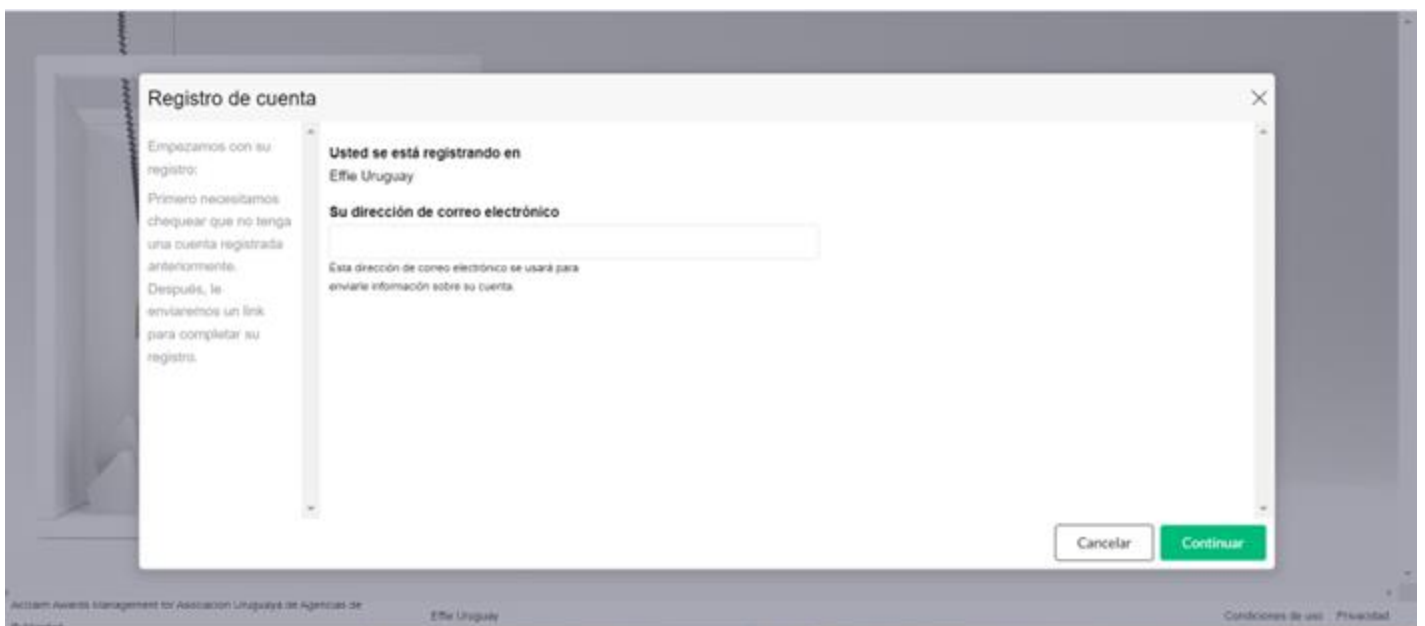 Registro de cuenta
Empezamos con su
registro:
Primero necesitamos
chequear que no tenga
una cuenta registrada
anteriormente.
Después, le
enviaremos un link
para completar su
registro.
Usted se está registrando en
Effie Uruguay
Su dirección de correo electrónico
Esta dirección de correo electrónico se usará para
enviarle información sobre su cuenta.
Cancelar
Continuar
Acclaim Awards Management for Asociación Uruguaya de Agencias de
Effie Uruguay
Condiciones de uso
Privacidad